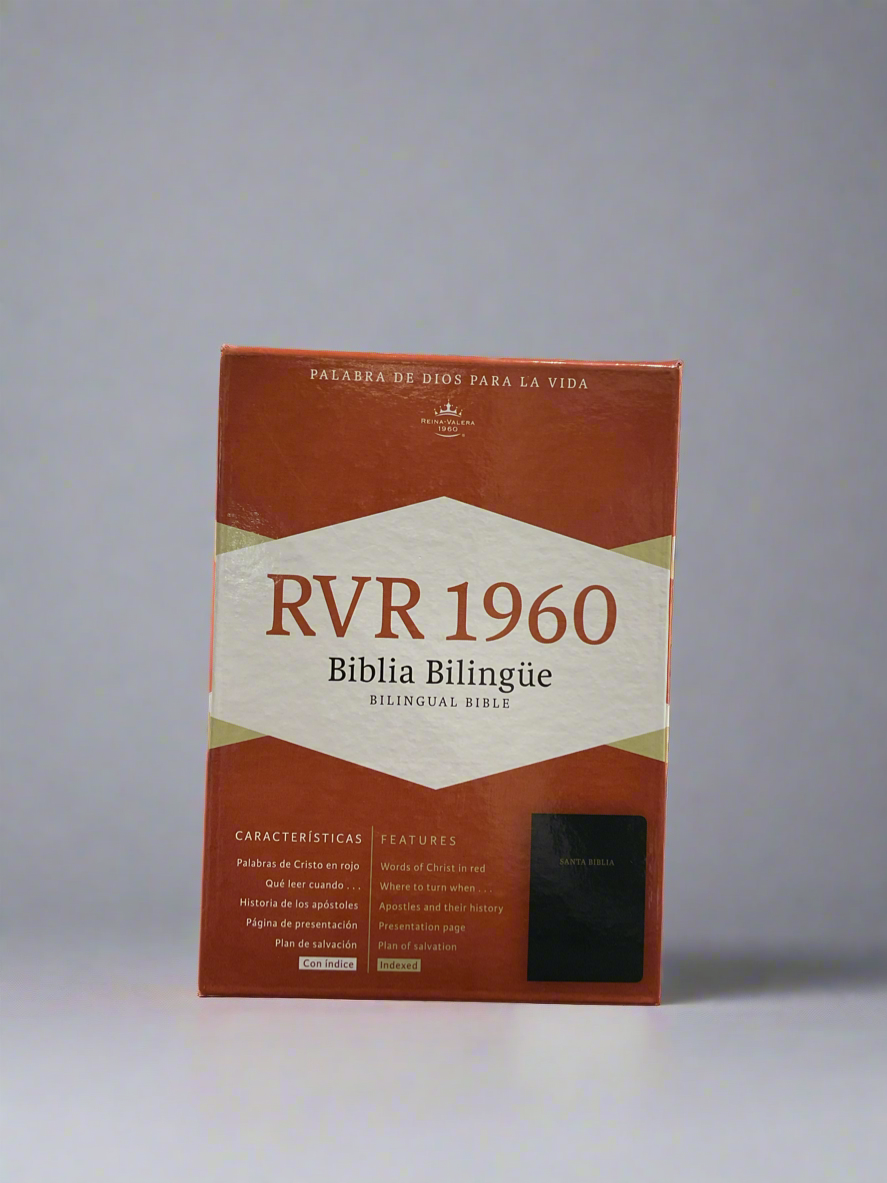 PALABRA DE DIOS PARA LA VIDA
REINA-VALERA
1960
®
RVR 1960
Biblia Bilingüe
BILINGUAL BIBLE
CARACTERÍSTICAS
Palabras de Cristo en rojo
Qué leer cuando . . .
Historia de los apóstoles
Página de presentación
Plan de salvación
Con índice
FEATURES
Words of Christ in red
Where to turn when . . .
Apostles and their history
Presentation page
Plan of salvation
Indexed
SANTA BIBLIA